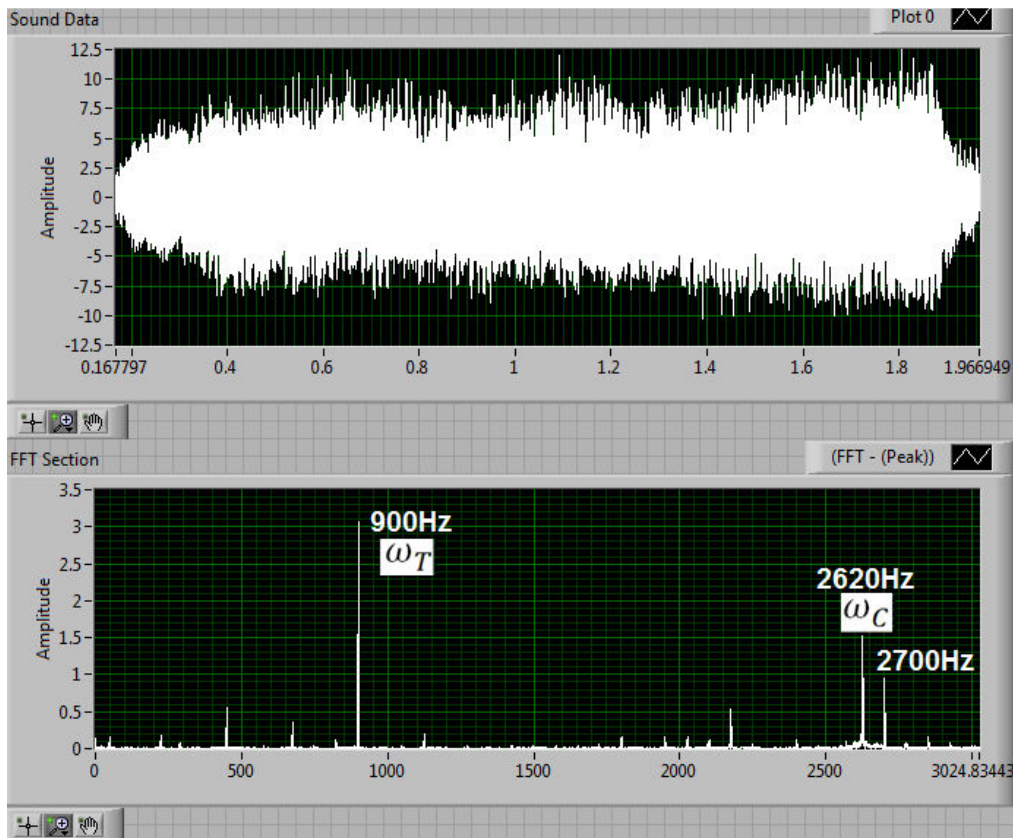 Sound Data
Plot 0
12.5
10
7.5
5
2.5
0
-2.5
-5
-7.5
-10
-12.5
Amplitude
0.167797 0.4 0.6 0.8 1 1.2 1.4 1.6 1.8 1.966949
FFT Section
(FFT - (Peak))
3.5
3
2.5
2
1.5
1
0.5
0
Amplitude
900Hz
ω_T
2620Hz
ω_C
2700Hz
0 500 1000 1500 2000 2500 3024.83443